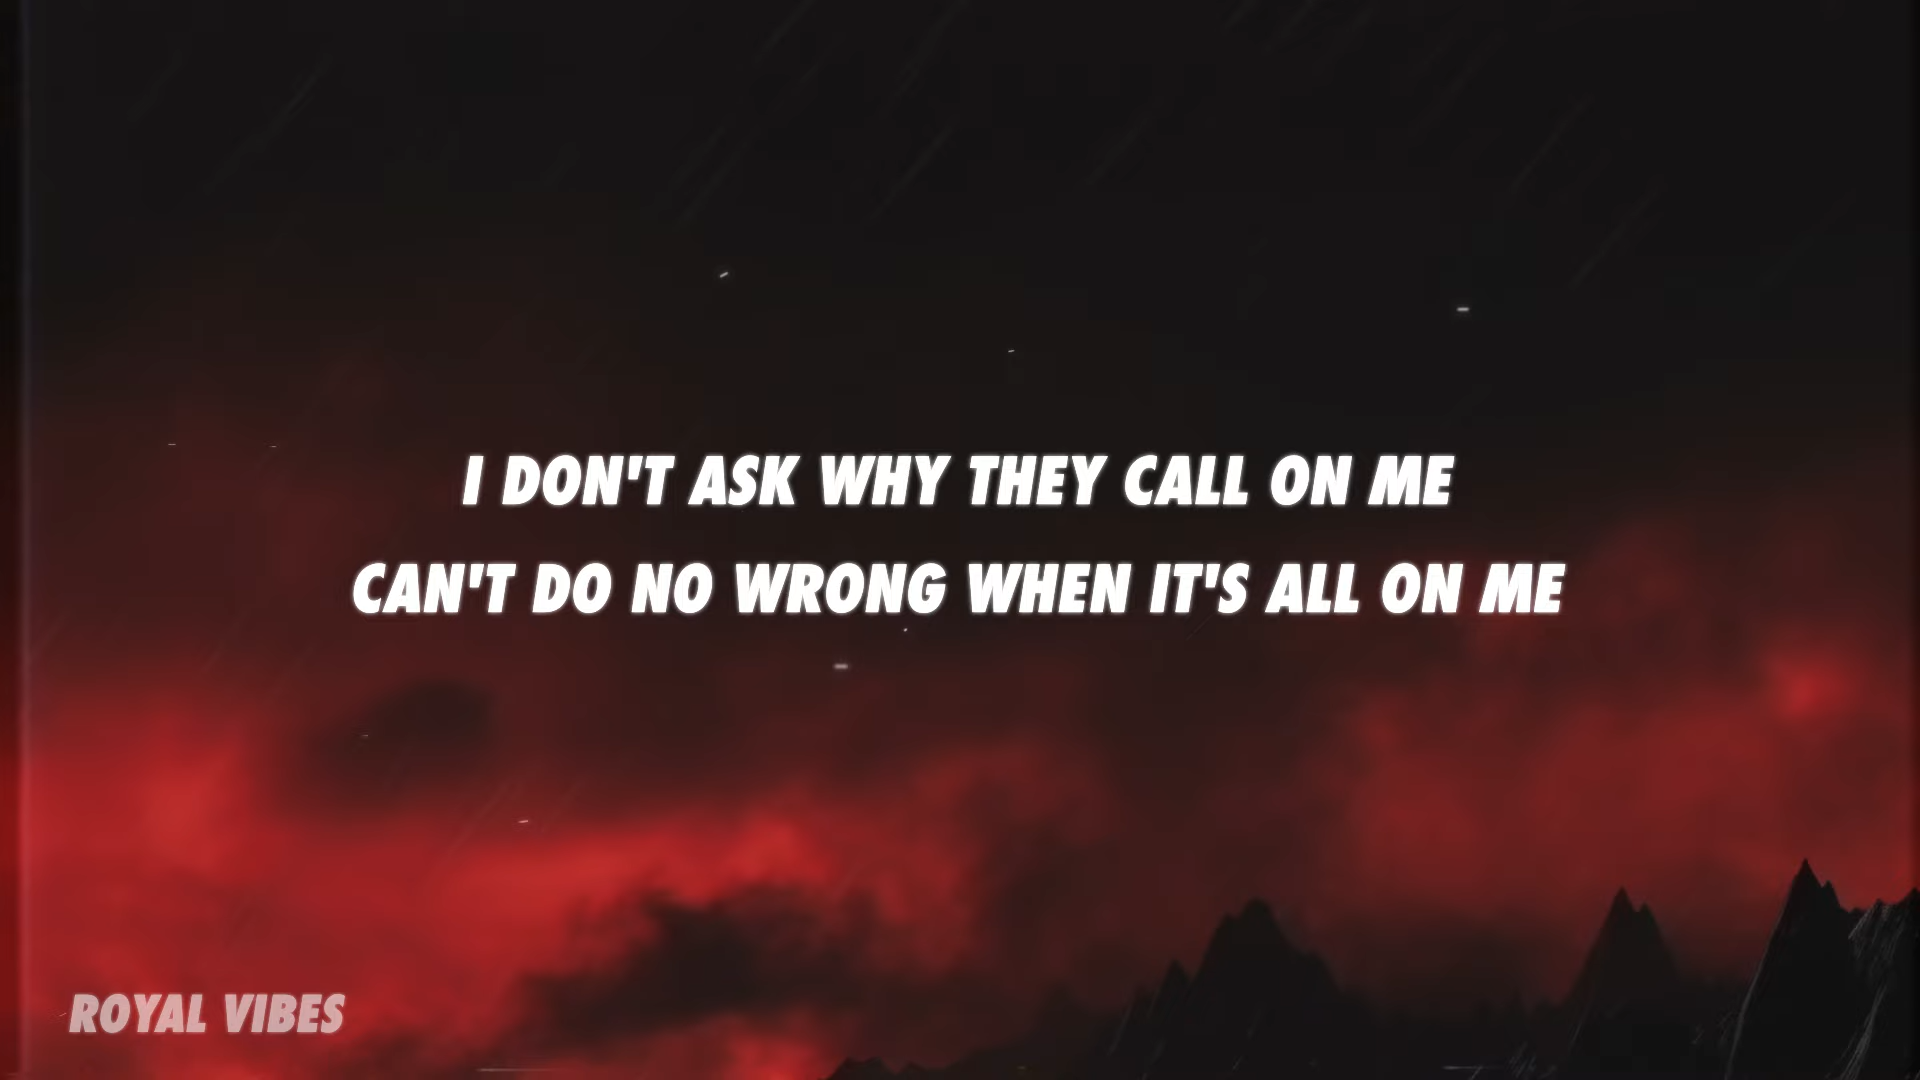 I DON'T ASK WHY THEY CALL ON ME
CAN'T DO NO WRONG WHEN IT'S ALL ON ME
ROYAL VIBES